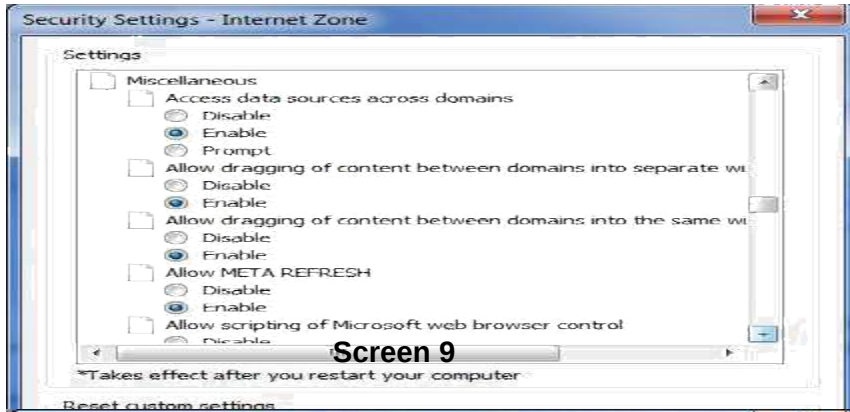 Security Settings - Internet Zone
Settings
Miscellaneous
Access data sources across domains
Disable
Enable
Prompt
Allow dragging of content between domains into separate wi
Disable
Enable
Allow dragging of content between domains into the same wi
Disable
Enable
Allow META REFRESH
Disable
Enable
Allow scripting of Microsoft web browser control
Disable
Screen 9
*Takes effect after you restart your computer
Reset custom settings